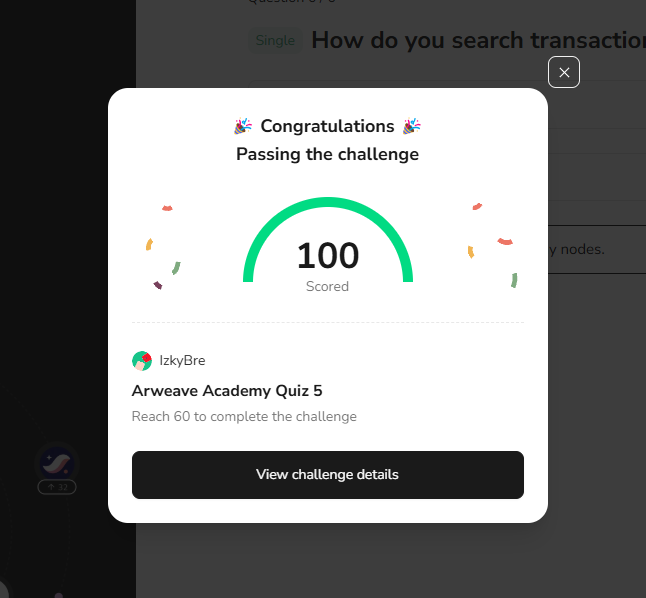 Single How do you search transaction
Congratulations
Passing the challenge
y nodes.
100
Scored
IzkyBre
Arweave Academy Quiz 5
Reach 60 to complete the challenge
View challenge details
32